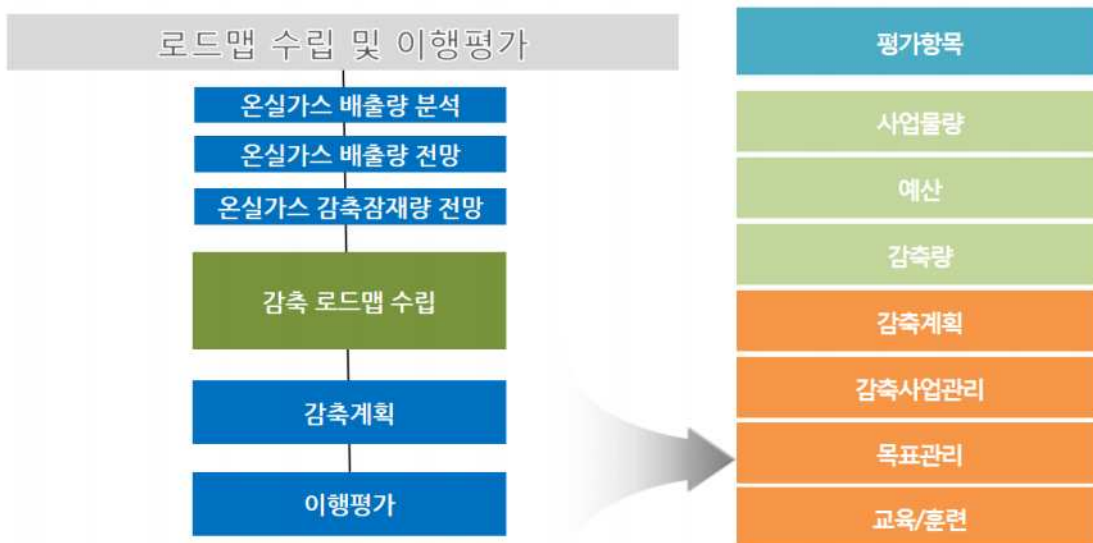 로드맵 수립 및 이행평가
온실가스 배출량 분석
온실가스 배출량 전망
온실가스 감축잠재량 전망
감축 로드맵 수립
감축계획
이행평가
평가항목
사업물량
예산
감축량
감축계획
감축사업관리
목표관리
교육/훈련